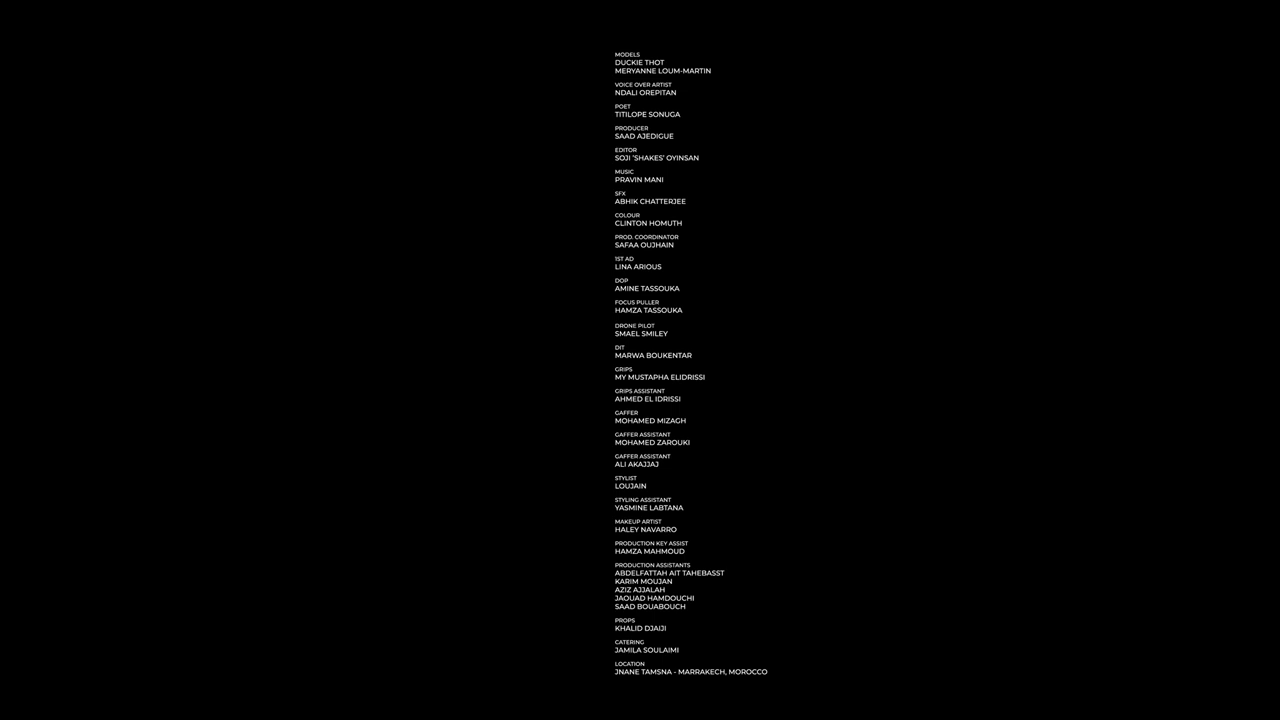 MODELS
DUCKIE THOT
MERYANNE LOUM-MARTIN
VOICE OVER ARTIST
NDALI OREPITAN
POET
TITILOPE SONUGA
PRODUCER
SAAD AJEDIGUE
EDITOR
SOJI 'SHAKES' OYINSAN
MUSIC
PRAVIN MANI
SFX
ABHIK CHATTERJEE
COLOUR
CLINTON HOMUTH
PROD. COORDINATOR
SAFAA OUJHAIN
1ST AD
LINA ARIOUS
DOP
AMINE TASSOUKA
FOCUS PULLER
HAMZA TASSOUKA
DRONE PILOT
SMAEL SMILEY
DIT
MARWA BOUKENTAR
GRIPS
MY MUSTAPHA ELIDRISSI
GRIPS ASSISTANT
AHMED EL IDRISSI
GAFFER
MOHAMED MIZAGH
GAFFER ASSISTANT
MOHAMED ZAROUKI
GAFFER ASSISTANT
ALI AKAJJAJ
STYLIST
LOUJAIN
STYLING ASSISTANT
YASMINE LABTANA
MAKEUP ARTIST
HALEY NAVARRO
PRODUCTION KEY ASSIST
HAMZA MAHMOUD
PRODUCTION ASSISTANTS
ABDELFATTAH AIT TAHEBASST
KARIM MOUJAN
AZIZ AJJALAH
JAOUAD HAMDOUCHI
SAAD BOUABOUCH
PROPS
KHALID DJAIJI
CATERING
JAMILA SOULAIMI
LOCATION
JNANE TAMSNA - MARRAKECH, MOROCCO